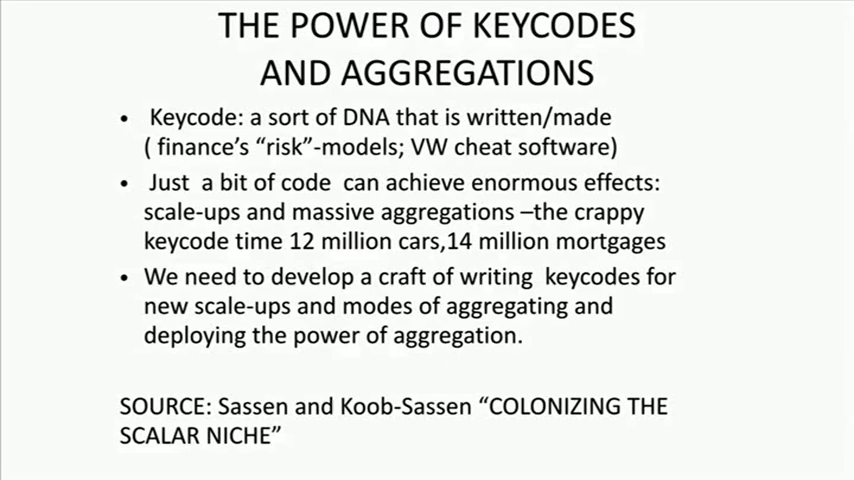 THE POWER OF KEYCODES
AND AGGREGATIONS
• Keycode: a sort of DNA that is written/made
( finance’s “risk”-models; VW cheat software)
• Just a bit of code can achieve enormous effects:
scale-ups and massive aggregations –the crappy
keycode time 12 million cars,14 million mortgages
• We need to develop a craft of writing keycodes for
new scale-ups and modes of aggregating and
deploying the power of aggregation.
SOURCE: Sassen and Koob-Sassen “COLONIZING THE
SCALAR NICHE”